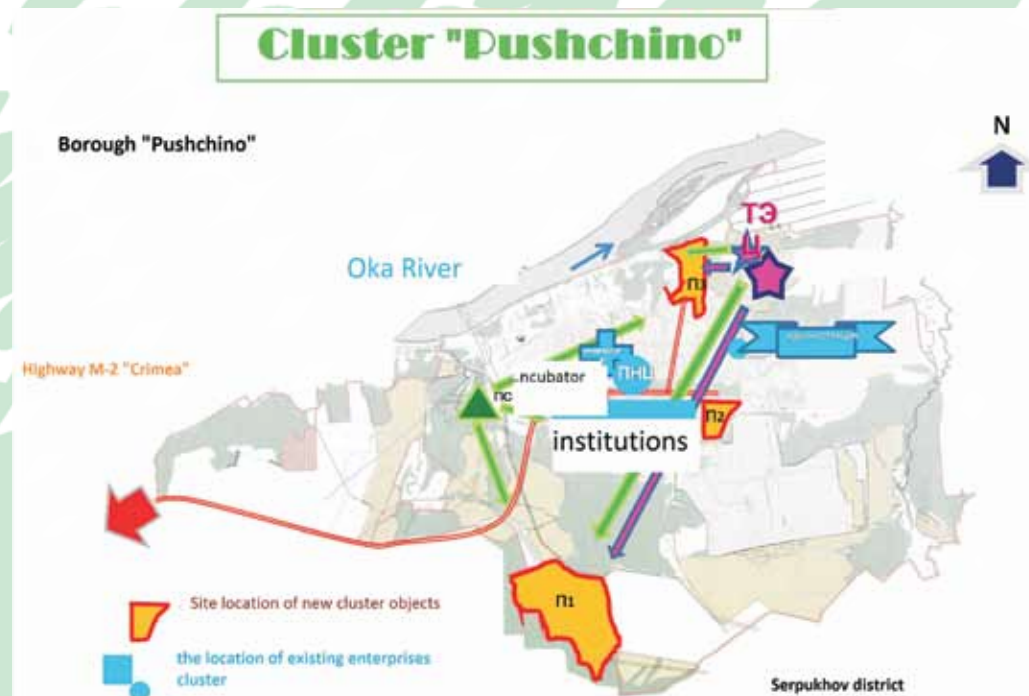 Cluster "Pushchino"
Borough "Pushchino"
N
ТЭ
Ц
Oka River
П3
Highway M-2 "Crimea"
ПНЦ
ncubator
ПС
П2
institutions
П1
Site location of new cluster objects
the location of existing enterprises
cluster
Serpukhov district